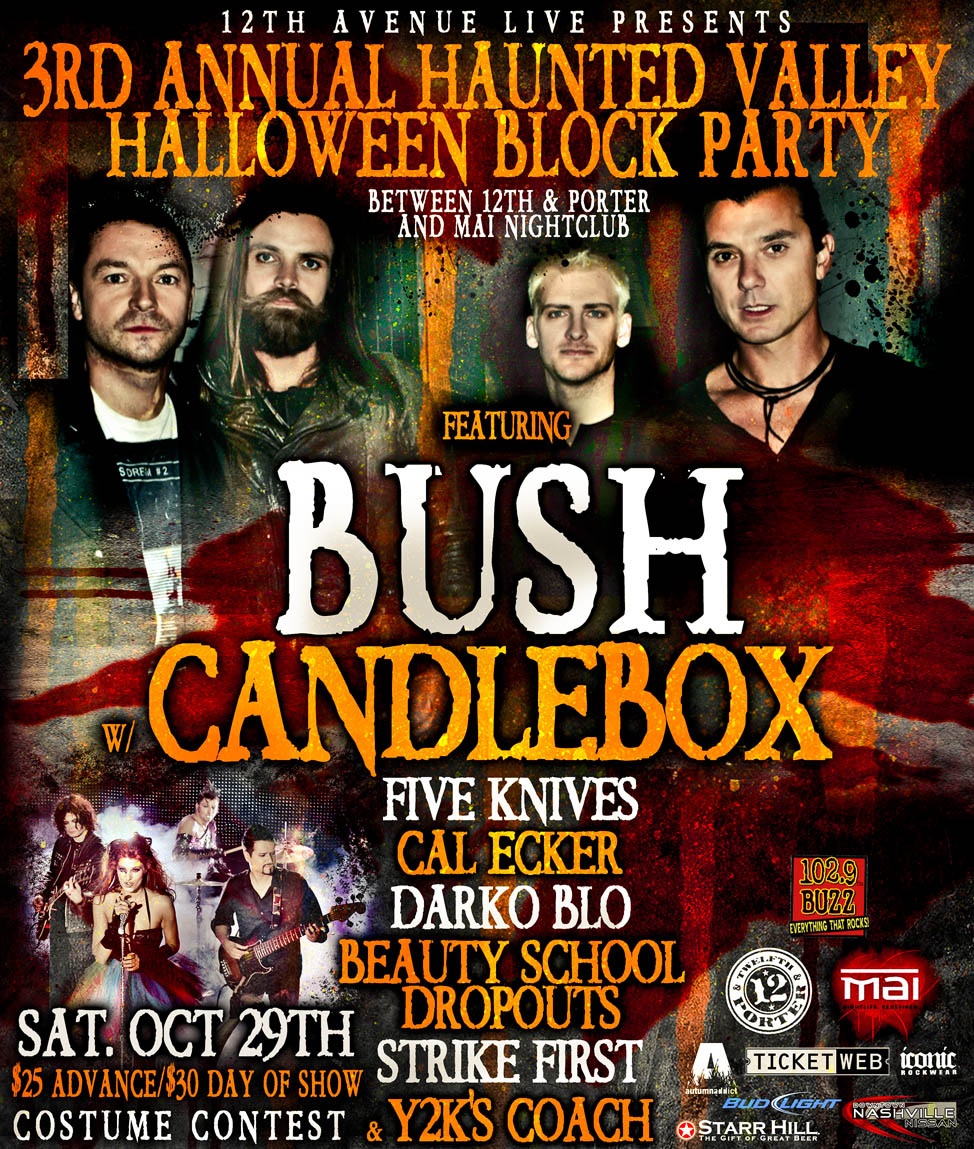 12TH AVENUE LIVE PRESENTS
3RD ANNUAL HAUNTED VALLEY
HALLOWEEN BLOCK PARTY
BETWEEN 12TH & PORTER
AND MAI NIGHTCLUB
FEATURING
BUSH
W/ CANDLEBOX
FIVE KNIVES
CAL ECKER
DARKO BLO
BEAUTY SCHOOL
DROPOUTS
STRIKE FIRST
& Y2K'S COACH
SAT. OCT 29TH
$25 ADVANCE/$30 DAY OF SHOW
COSTUME CONTEST
102.9
BUZZ
EVERYTHING THAT ROCKS!
TWELFTH &
12
PORTER
mai
A
autumnaddict
TICKETWEB
iconic
ROCKWEAR
BUD LIGHT
DOWNTOWN
NASHVILLE
NISSAN
STARR HILL
THE GIFT OF GREAT BEER